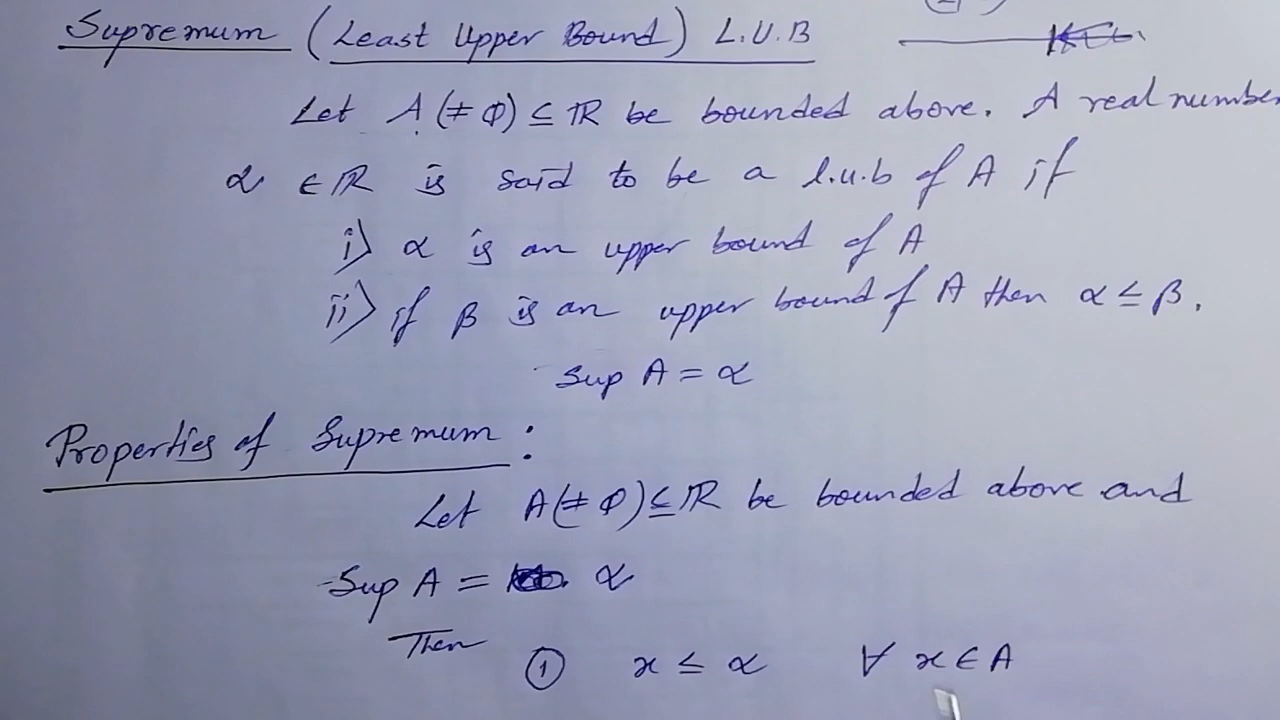 Supremum (Least Upper Bound) L.U.B
Let A (≠ Φ) ⊆ ℝ be bounded above. A real number
α ∈ ℝ is said to be a l.u.b of A if
i) α is an upper bound of A
ii) if β is an upper bound of A then α ≤ β.
Sup A = α
Properties of Supremum :
Let A (≠ Φ) ⊆ ℝ be bounded above and
Sup A = α
Then ① x ≤ α ∀ x ∈ A